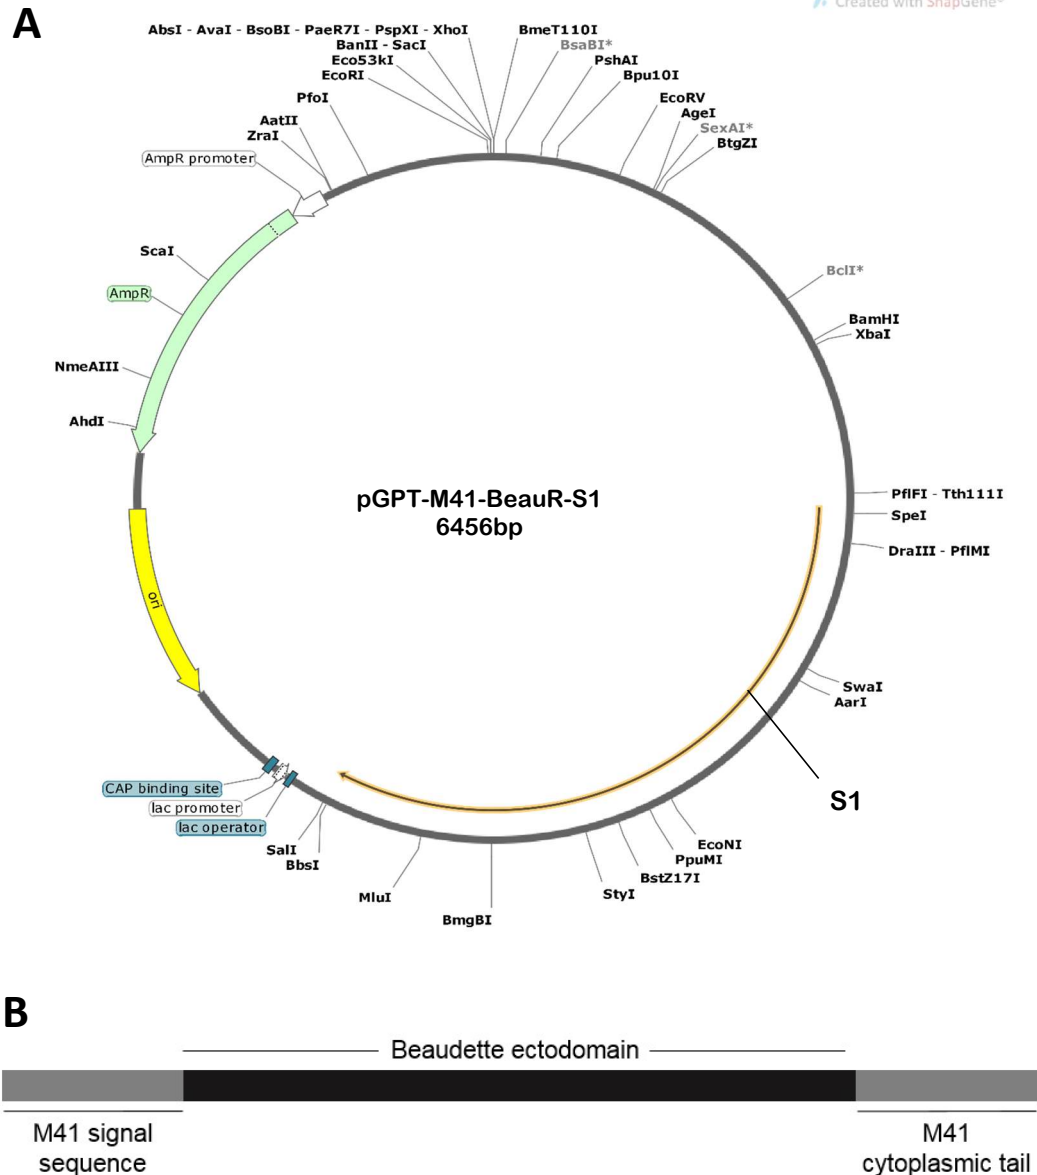 A
Created with SnapGene®
AbsI - AvaI - BsoBI - PaeR7I - PspXI - XhoI
BanII - SacI
Eco53kI
EcoRI
PfoI
AatII
ZraI
AmpR promoter
BmeT110I
BsaBI*
PshAI
Bpu10I
EcoRV
AgeI
SexAI*
BtgZI
ScaI
AmpR
NmeAIII
AhdI
BclI*
BamHI
XbaI
pGPT-M41-BeauR-S1
6456bp
PflFI - Tth111I
SpeI
DraIII - PflMI
ori
SwaI
AarI
S1
CAP binding site
lac promoter
lac operator
SalI
BbsI
MluI
BmgBI
StyI
BstZ17I
PpuMI
EcoNI
B
Beaudette ectodomain
M41 signal
sequence
M41
cytoplasmic tail